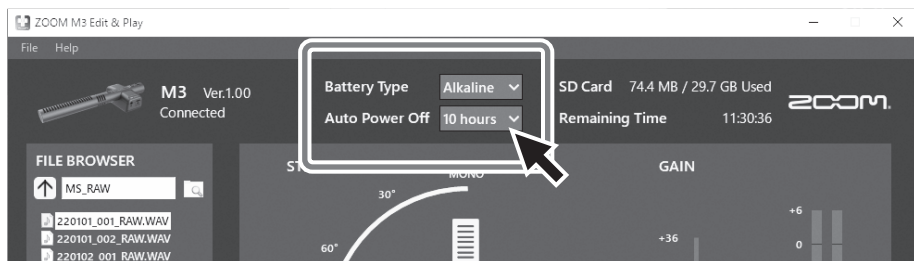 ZOOM M3 Edit & Play
File Help
M3 Ver.1.00
Connected
Battery Type Alkaline
Auto Power Off 10 hours
SD Card 74.4 MB / 29.7 GB Used
Remaining Time 11:30:36
ZOOM
FILE BROWSER
MS_RAW
220101_001_RAW.WAV
220101_002_RAW.WAV
220102_001_RAW.WAV
ST
MONO
30°
60°
GAIN
+36
+6
0